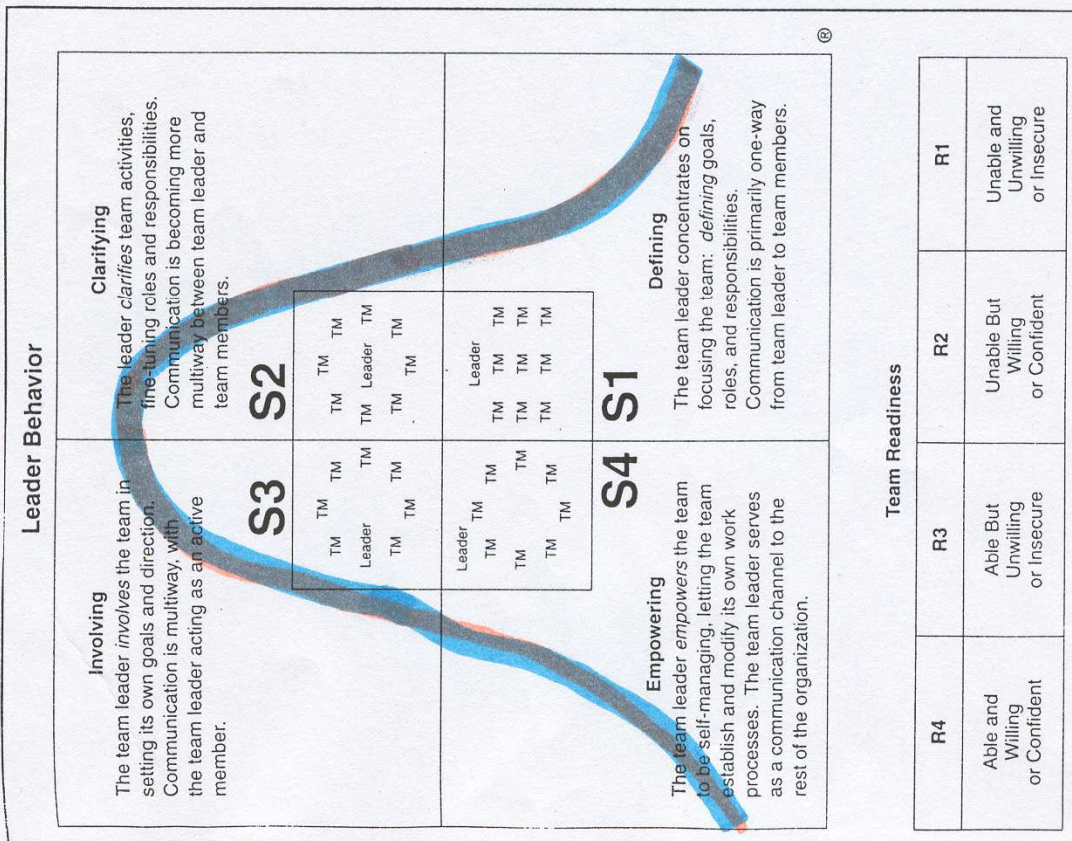 Leader Behavior
Involving
The team leader involves the team in
setting its own goals and direction.
Communication is multiway, with
the team leader acting as an active
member.
Clarifying
The leader clarifies team activities,
fine-tuning roles and responsibilities.
Communication is becoming more
multiway between team leader and
team members.
S3
S2
TM TM TM
Leader TM
TM TM
TM TM
TM TM TM
TM Leader TM
TM TM
TM TM
Leader
TM TM
TM TM
TM TM
TM
Leader
TM TM TM
TM TM TM
TM TM TM
S4
S1
Empowering
The team leader empowers the team
to be self-managing, letting the team
establish and modify its own work
processes. The team leader serves
as a communication channel to the
rest of the organization.
Defining
The team leader concentrates on
focusing the team: defining goals,
roles, and responsibilities.
Communication is primarily one-way
from team leader to team members.
®
Team Readiness
R4
R3
R2
R1
Able and
Willing
or Confident
Able But
Unwilling
or Insecure
Unable But
Willing
or Confident
Unable and
Unwilling
or Insecure